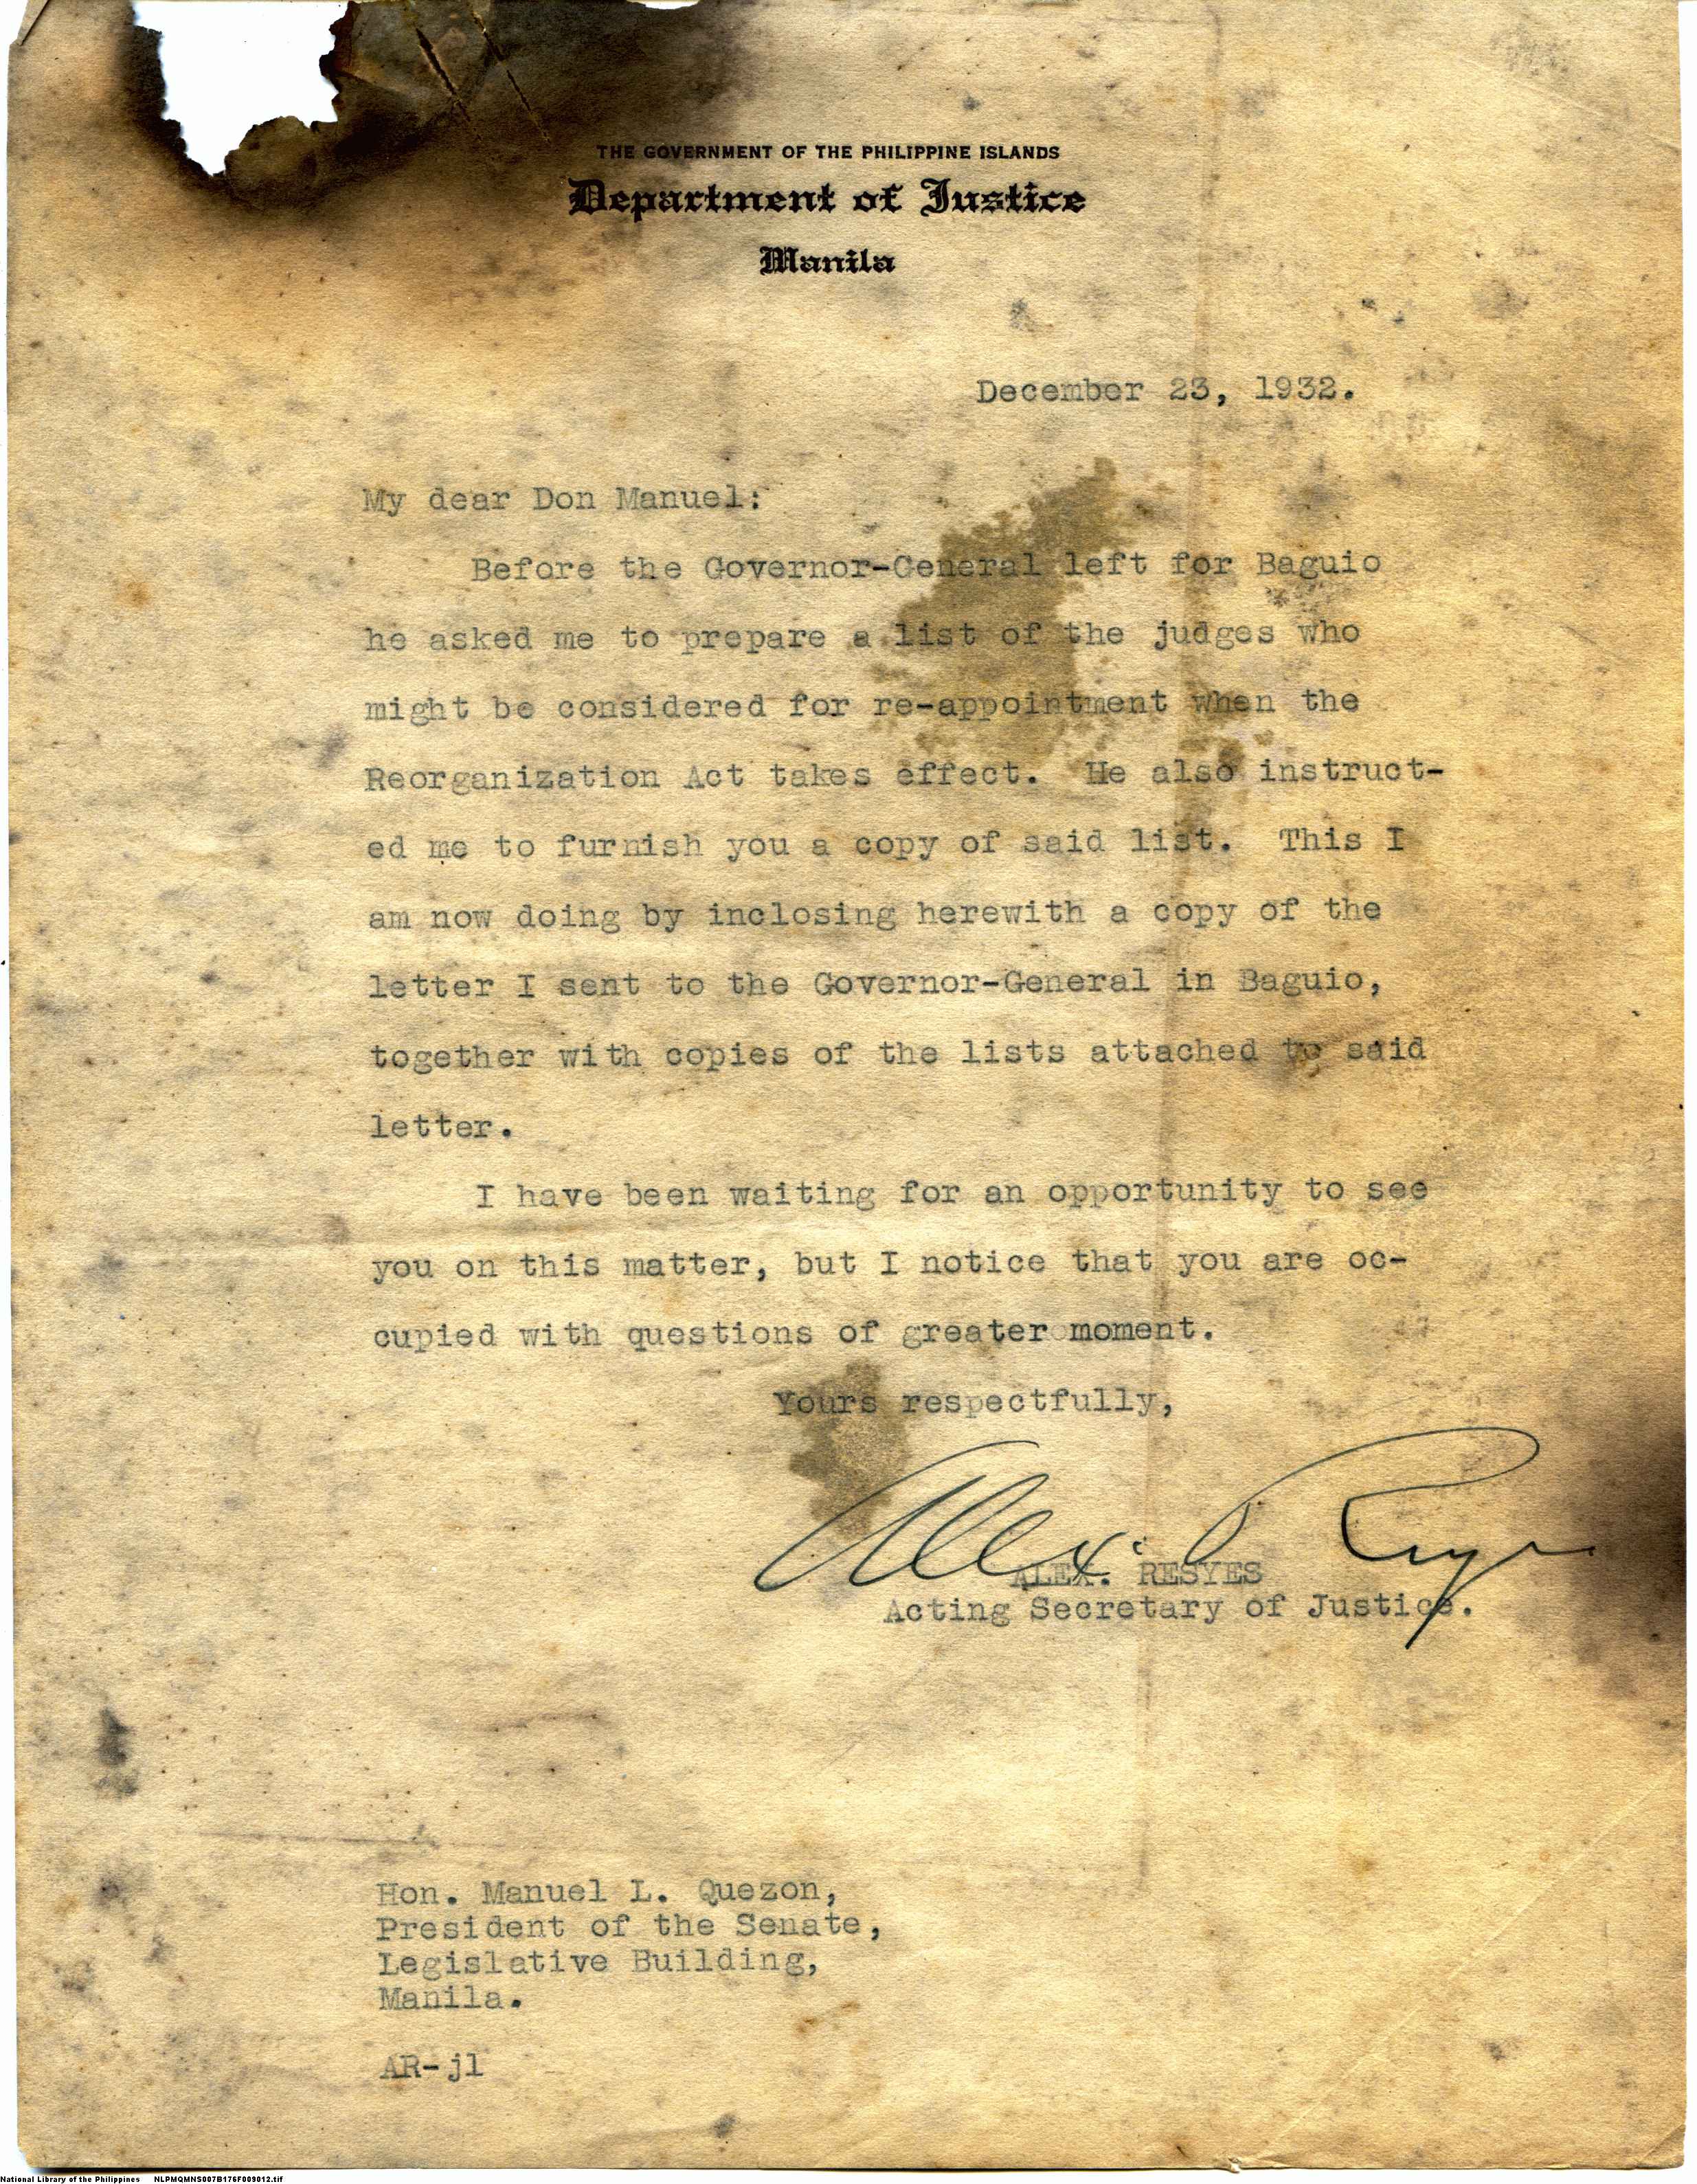 THE GOVERNMENT OF THE PHILIPPINE ISLANDS
Department of Justice
Manila
December 23, 1932.
My dear Don Manuel:
Before the Governor-General left for Baguio
he asked me to prepare a list of the judges who
might be considered for re-appointment when the
Reorganization Act takes effect. He also instruct-
ed me to furnish you a copy of said list. This I
am now doing by inclosing herewith a copy of the
letter I sent to the Governor-General in Baguio,
together with copies of the lists attached to said
letter.
I have been waiting for an opportunity to see
you on this matter, but I notice that you are oc-
cupied with questions of greater moment.
Yours respectfully,
Alex. Reyes
ALEX. RESYES
Acting Secretary of Justice.
Hon. Manuel L. Quezon,
President of the Senate,
Legislative Building,
Manila.
AR-jl
National Library of the Philippines NLPMQMNS007B176F009012.tif